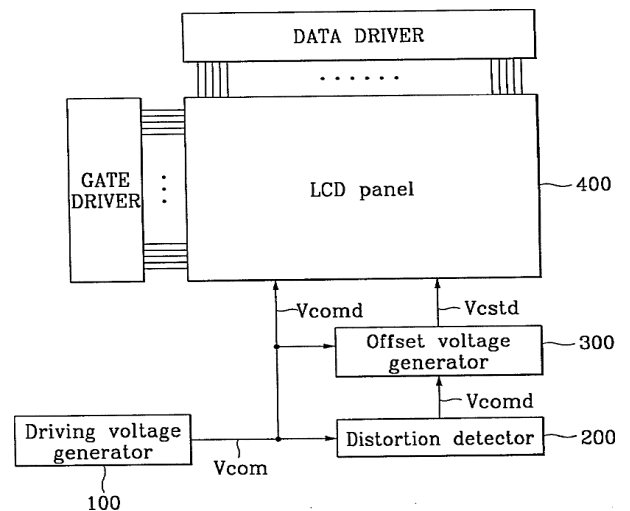 DATA DRIVER
GATE
DRIVER
LCD panel
400
Vcomd
Vcstd
Offset voltage
generator
300
Vcomd
Driving voltage
generator
Vcom
Distortion detector
200
100